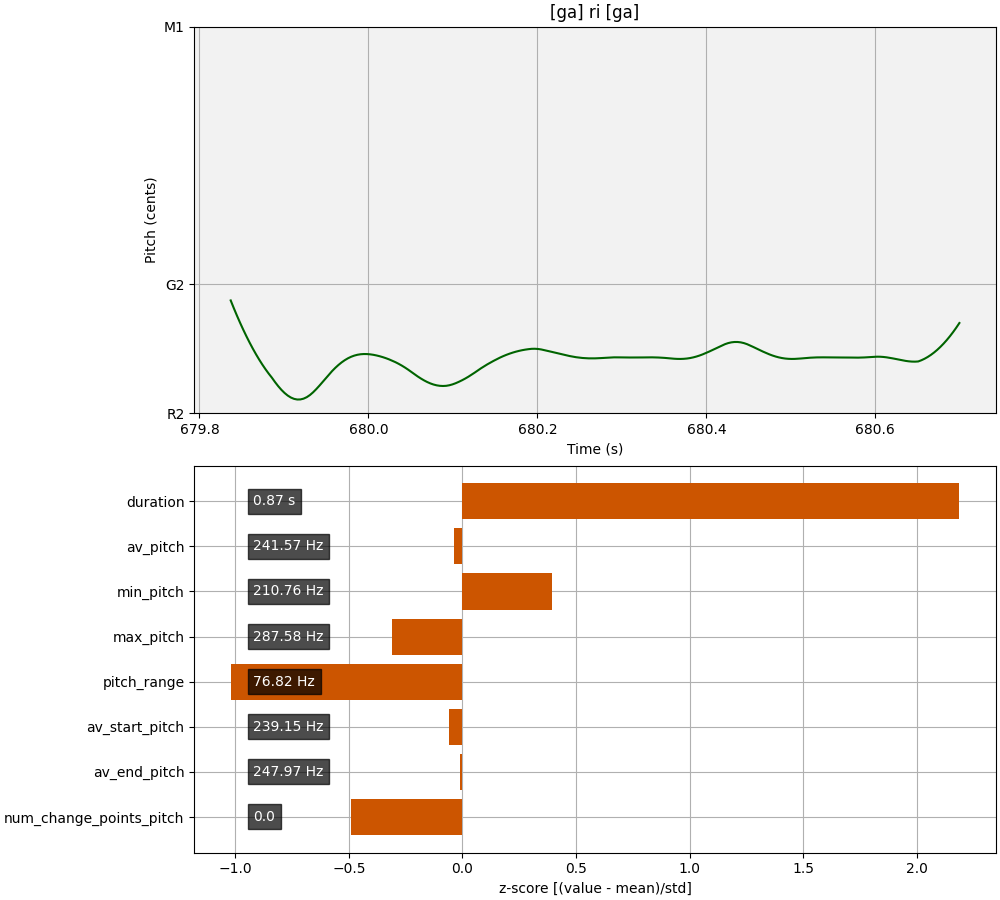 [ga] ri [ga]
M1
G2
R2
Pitch (cents)
679.8 680.0 680.2 680.4 680.6
Time (s)
duration 0.87 s
av_pitch 241.57 Hz
min_pitch 210.76 Hz
max_pitch 287.58 Hz
pitch_range 76.82 Hz
av_start_pitch 239.15 Hz
av_end_pitch 247.97 Hz
num_change_points_pitch 0.0
−1.0 −0.5 0.0 0.5 1.0 1.5 2.0
z-score [(value - mean)/std]